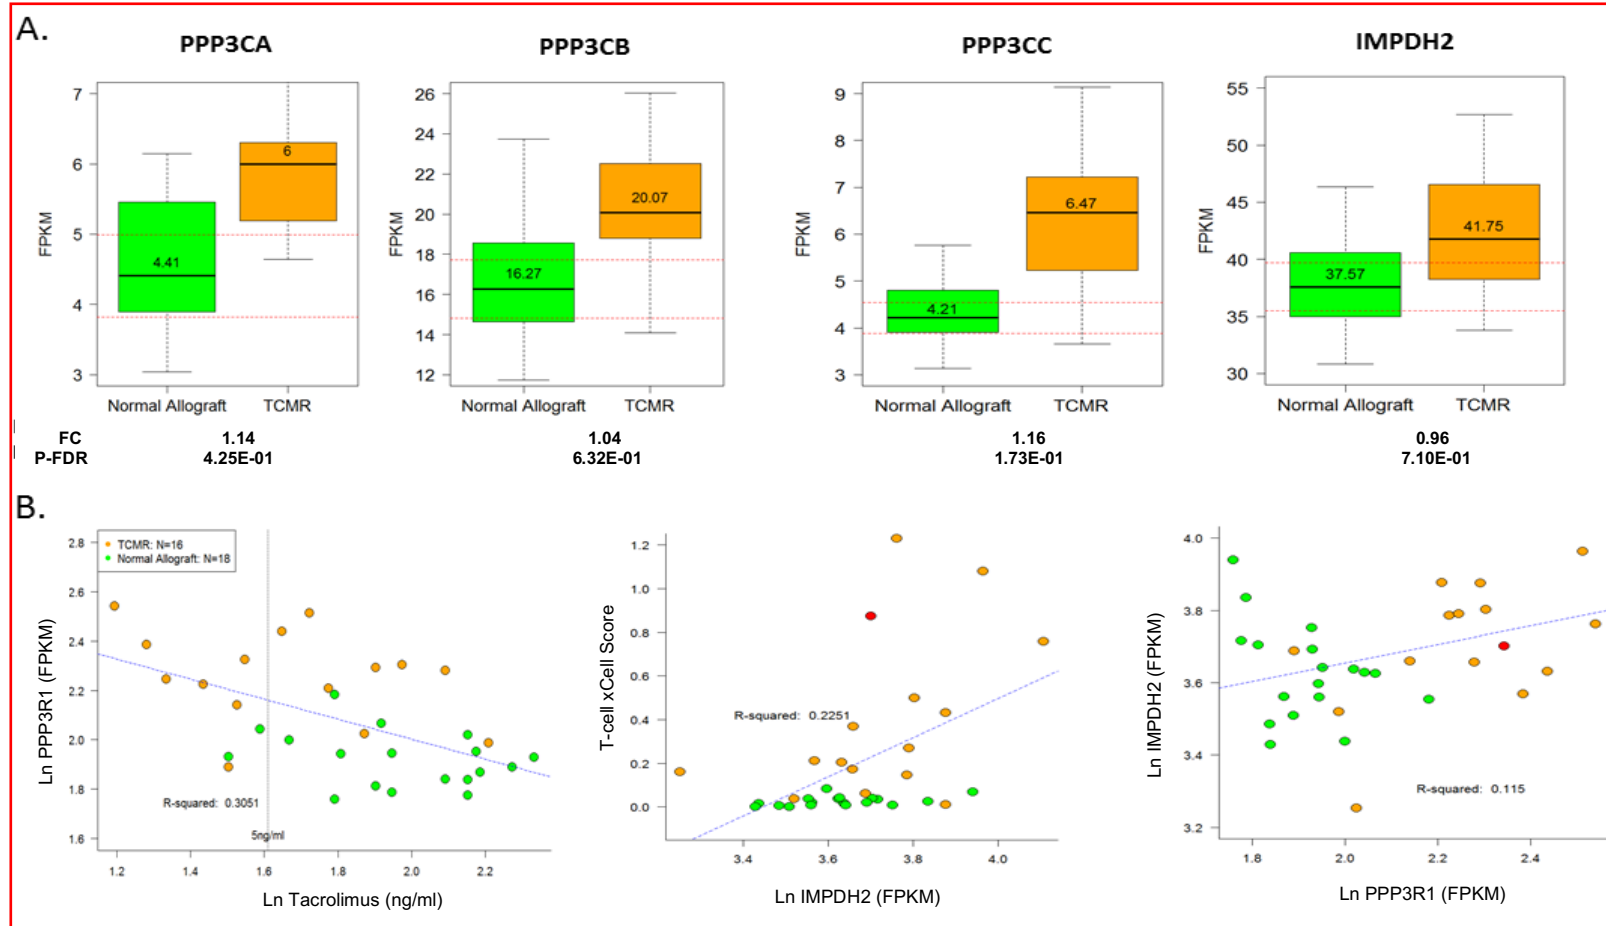 A.
PPP3CA
PPP3CB
PPP3CC
IMPDH2
FPKM
7
6
5
4
3
6
4.41
Normal Allograft
TCMR
FPKM
26
24
22
20
18
16
14
12
20.07
16.27
Normal Allograft
TCMR
FPKM
9
8
7
6
5
4
3
6.47
4.21
Normal Allograft
TCMR
FPKM
55
50
45
40
35
30
41.75
37.57
Normal Allograft
TCMR
FC 1.14 1.04 1.16 0.96
P-FDR 4.25E-01 6.32E-01 1.73E-01 7.10E-01
B.
Ln PPP3R1 (FPKM)
2.8
2.6
2.4
2.2
2.0
1.8
1.6
TCMR: N=16
Normal Allograft: N=18
R-squared: 0.3051
5ng/ml
1.2 1.4 1.6 1.8 2.0 2.2
Ln Tacrolimus (ng/ml)
T-cell xCell Score
1.2
1.0
0.8
0.6
0.4
0.2
0.0
R-squared: 0.2251
3.4 3.6 3.8 4.0
Ln IMPDH2 (FPKM)
Ln IMPDH2 (FPKM)
4.0
3.8
3.6
3.4
3.2
R-squared: 0.115
1.8 2.0 2.2 2.4
Ln PPP3R1 (FPKM)